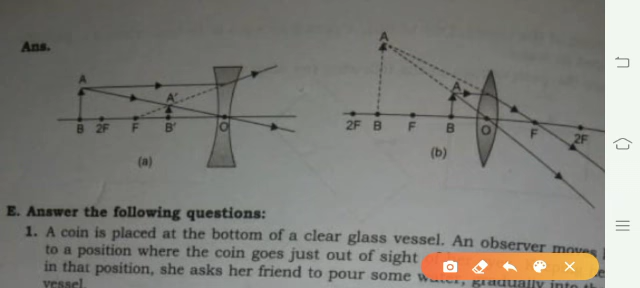 Ans.
A
A
A'
A
B 2F F B' O
2F B F B O F 2F
(a)
(b)
E. Answer the following questions:
1. A coin is placed at the bottom of a clear glass vessel. An observer moves
to a position where the coin goes just out of sight
in that position, she asks her friend to pour some gradually into
vessel.